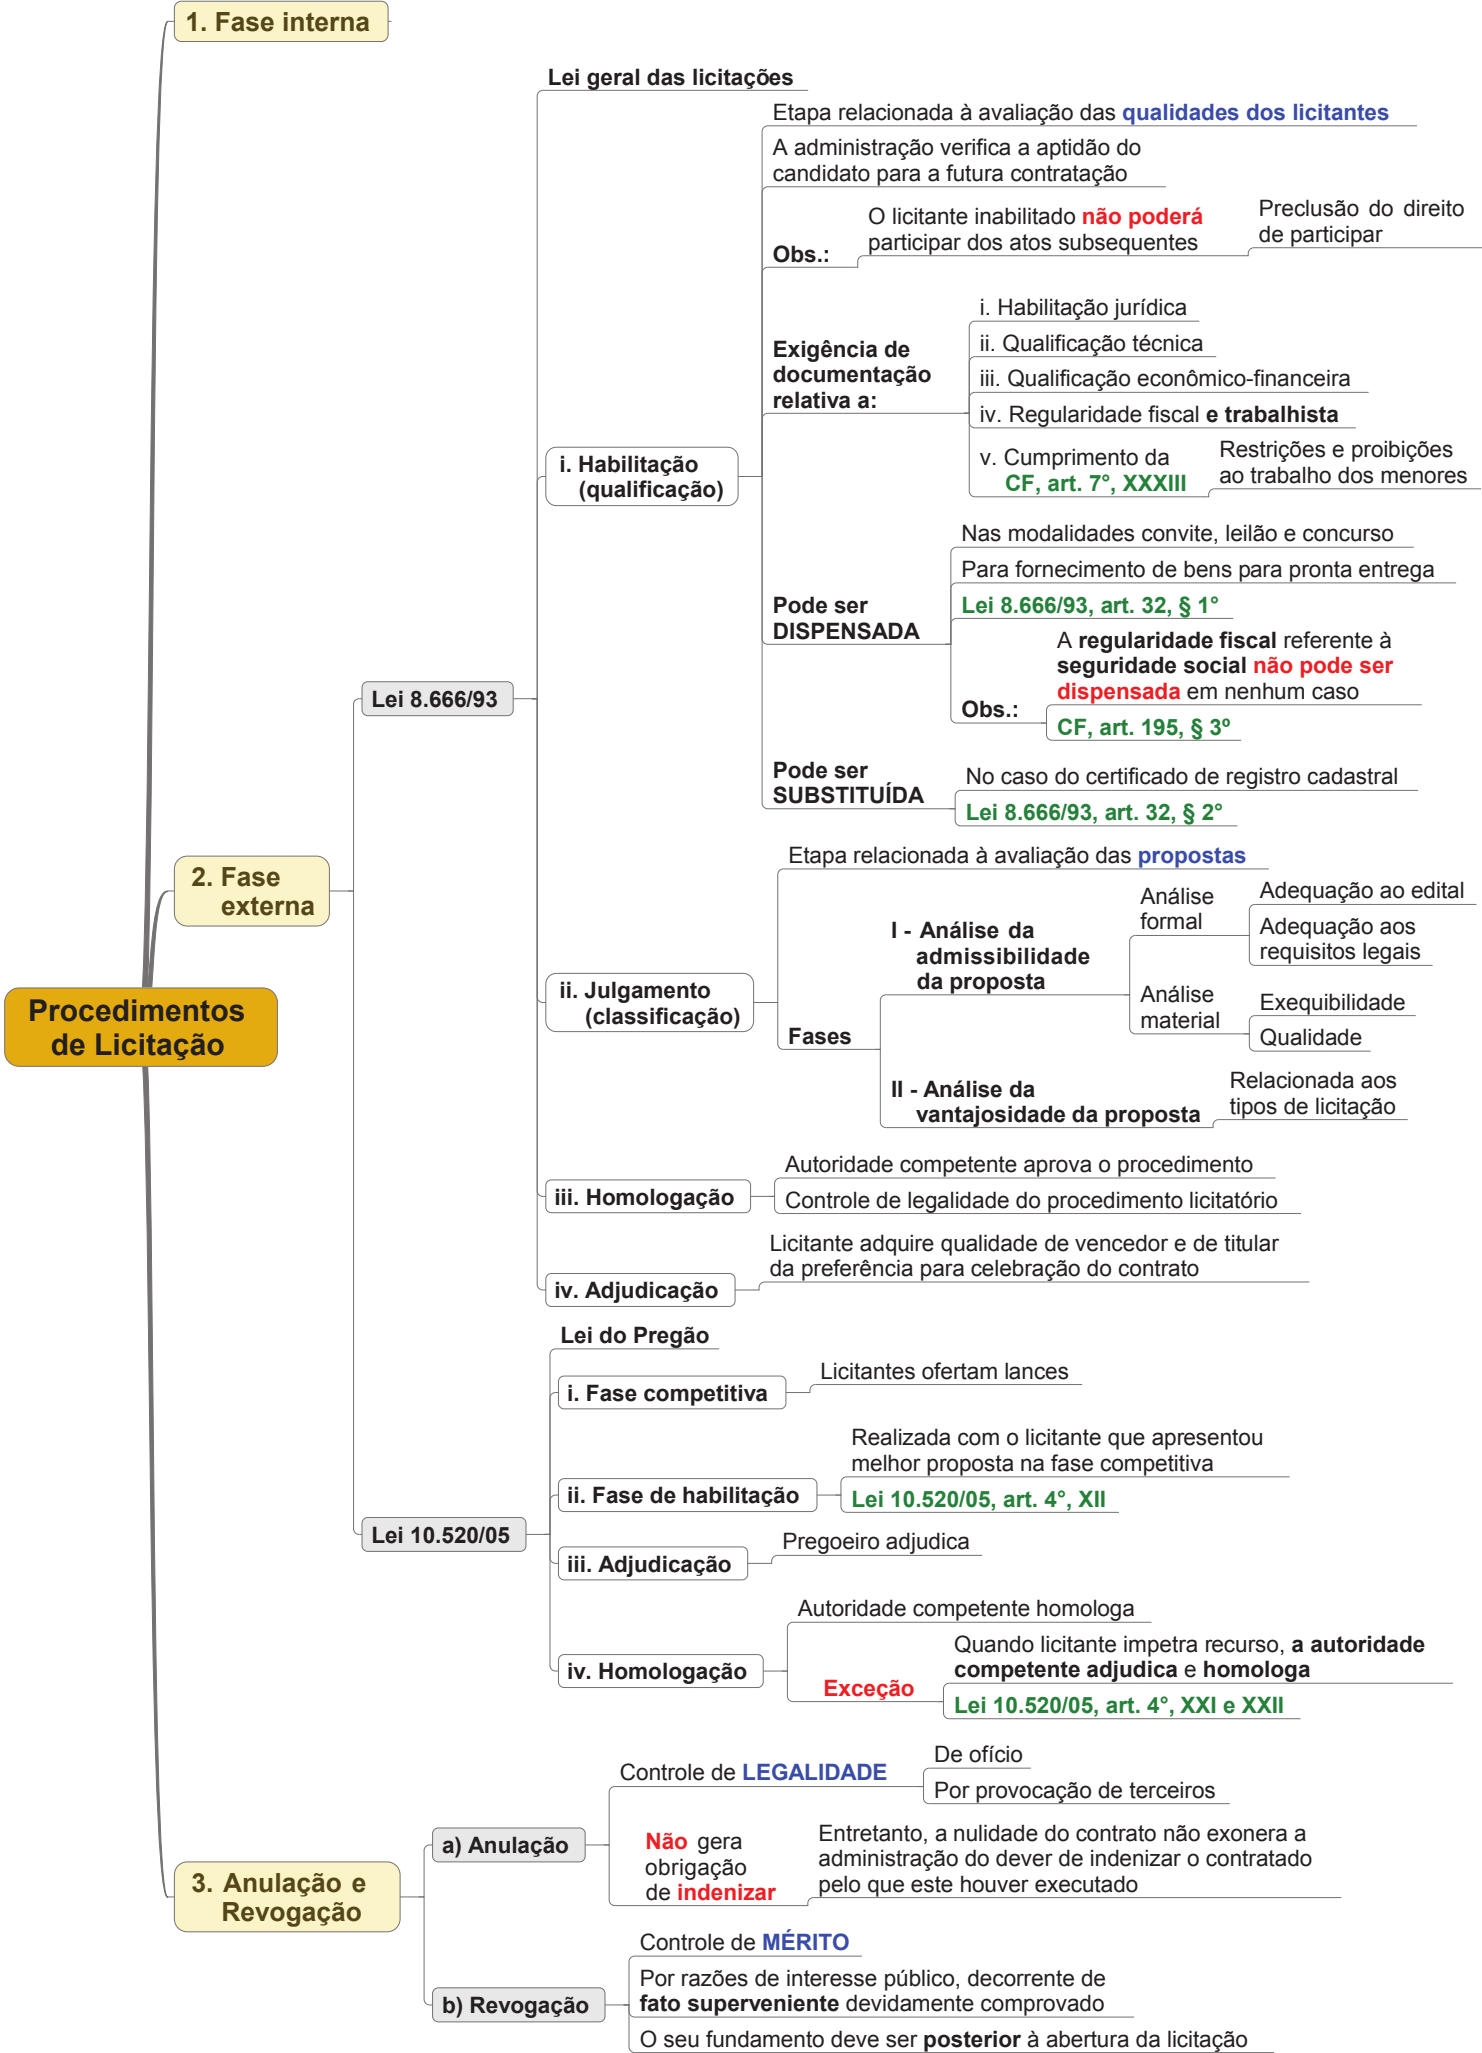 1. Fase interna
Lei geral das licitações
Etapa relacionada à avaliação das qualidades dos licitantes
A administração verifica a aptidão do
candidato para a futura contratação
Obs.:
O licitante inabilitado não poderá
participar dos atos subsequentes
Preclusão do direito
de participar
Exigência de
documentação
relativa a:
i. Habilitação jurídica
ii. Qualificação técnica
iii. Qualificação econômico-financeira
iv. Regularidade fiscal e trabalhista
v. Cumprimento da
CF, art. 7°, XXXIII
Restrições e proibições
ao trabalho dos menores
i. Habilitação
(qualificação)
Pode ser
DISPENSADA
Nas modalidades convite, leilão e concurso
Para fornecimento de bens para pronta entrega
Lei 8.666/93, art. 32, § 1°
Obs.:
A regularidade fiscal referente à
seguridade social não pode ser
dispensada em nenhum caso
CF, art. 195, § 3º
Pode ser
SUBSTITUÍDA
No caso do certificado de registro cadastral
Lei 8.666/93, art. 32, § 2°
Lei 8.666/93
2. Fase
externa
Procedimentos
de Licitação
ii. Julgamento
(classificação)
Etapa relacionada à avaliação das propostas
Fases
I - Análise da
admissibilidade
da proposta
Análise
formal
Adequação ao edital
Adequação aos
requisitos legais
Análise
material
Exequibilidade
Qualidade
II - Análise da
vantajosidade da proposta
Relacionada aos
tipos de licitação
iii. Homologação
Autoridade competente aprova o procedimento
Controle de legalidade do procedimento licitatório
iv. Adjudicação
Licitante adquire qualidade de vencedor e de titular
da preferência para celebração do contrato
Lei 10.520/05
Lei do Pregão
i. Fase competitiva
Licitantes ofertam lances
ii. Fase de habilitação
Realizada com o licitante que apresentou
melhor proposta na fase competitiva
Lei 10.520/05, art. 4°, XII
iii. Adjudicação
Pregoeiro adjudica
iv. Homologação
Autoridade competente homologa
Exceção
Quando licitante impetra recurso, a autoridade
competente adjudica e homologa
Lei 10.520/05, art. 4°, XXI e XXII
3. Anulação e
Revogação
a) Anulação
Controle de LEGALIDADE
De ofício
Por provocação de terceiros
Não gera
obrigação
de indenizar
Entretanto, a nulidade do contrato não exonera a
administração do dever de indenizar o contratado
pelo que este houver executado
b) Revogação
Controle de MÉRITO
Por razões de interesse público, decorrente de
fato superveniente devidamente comprovado
O seu fundamento deve ser posterior à abertura da licitação